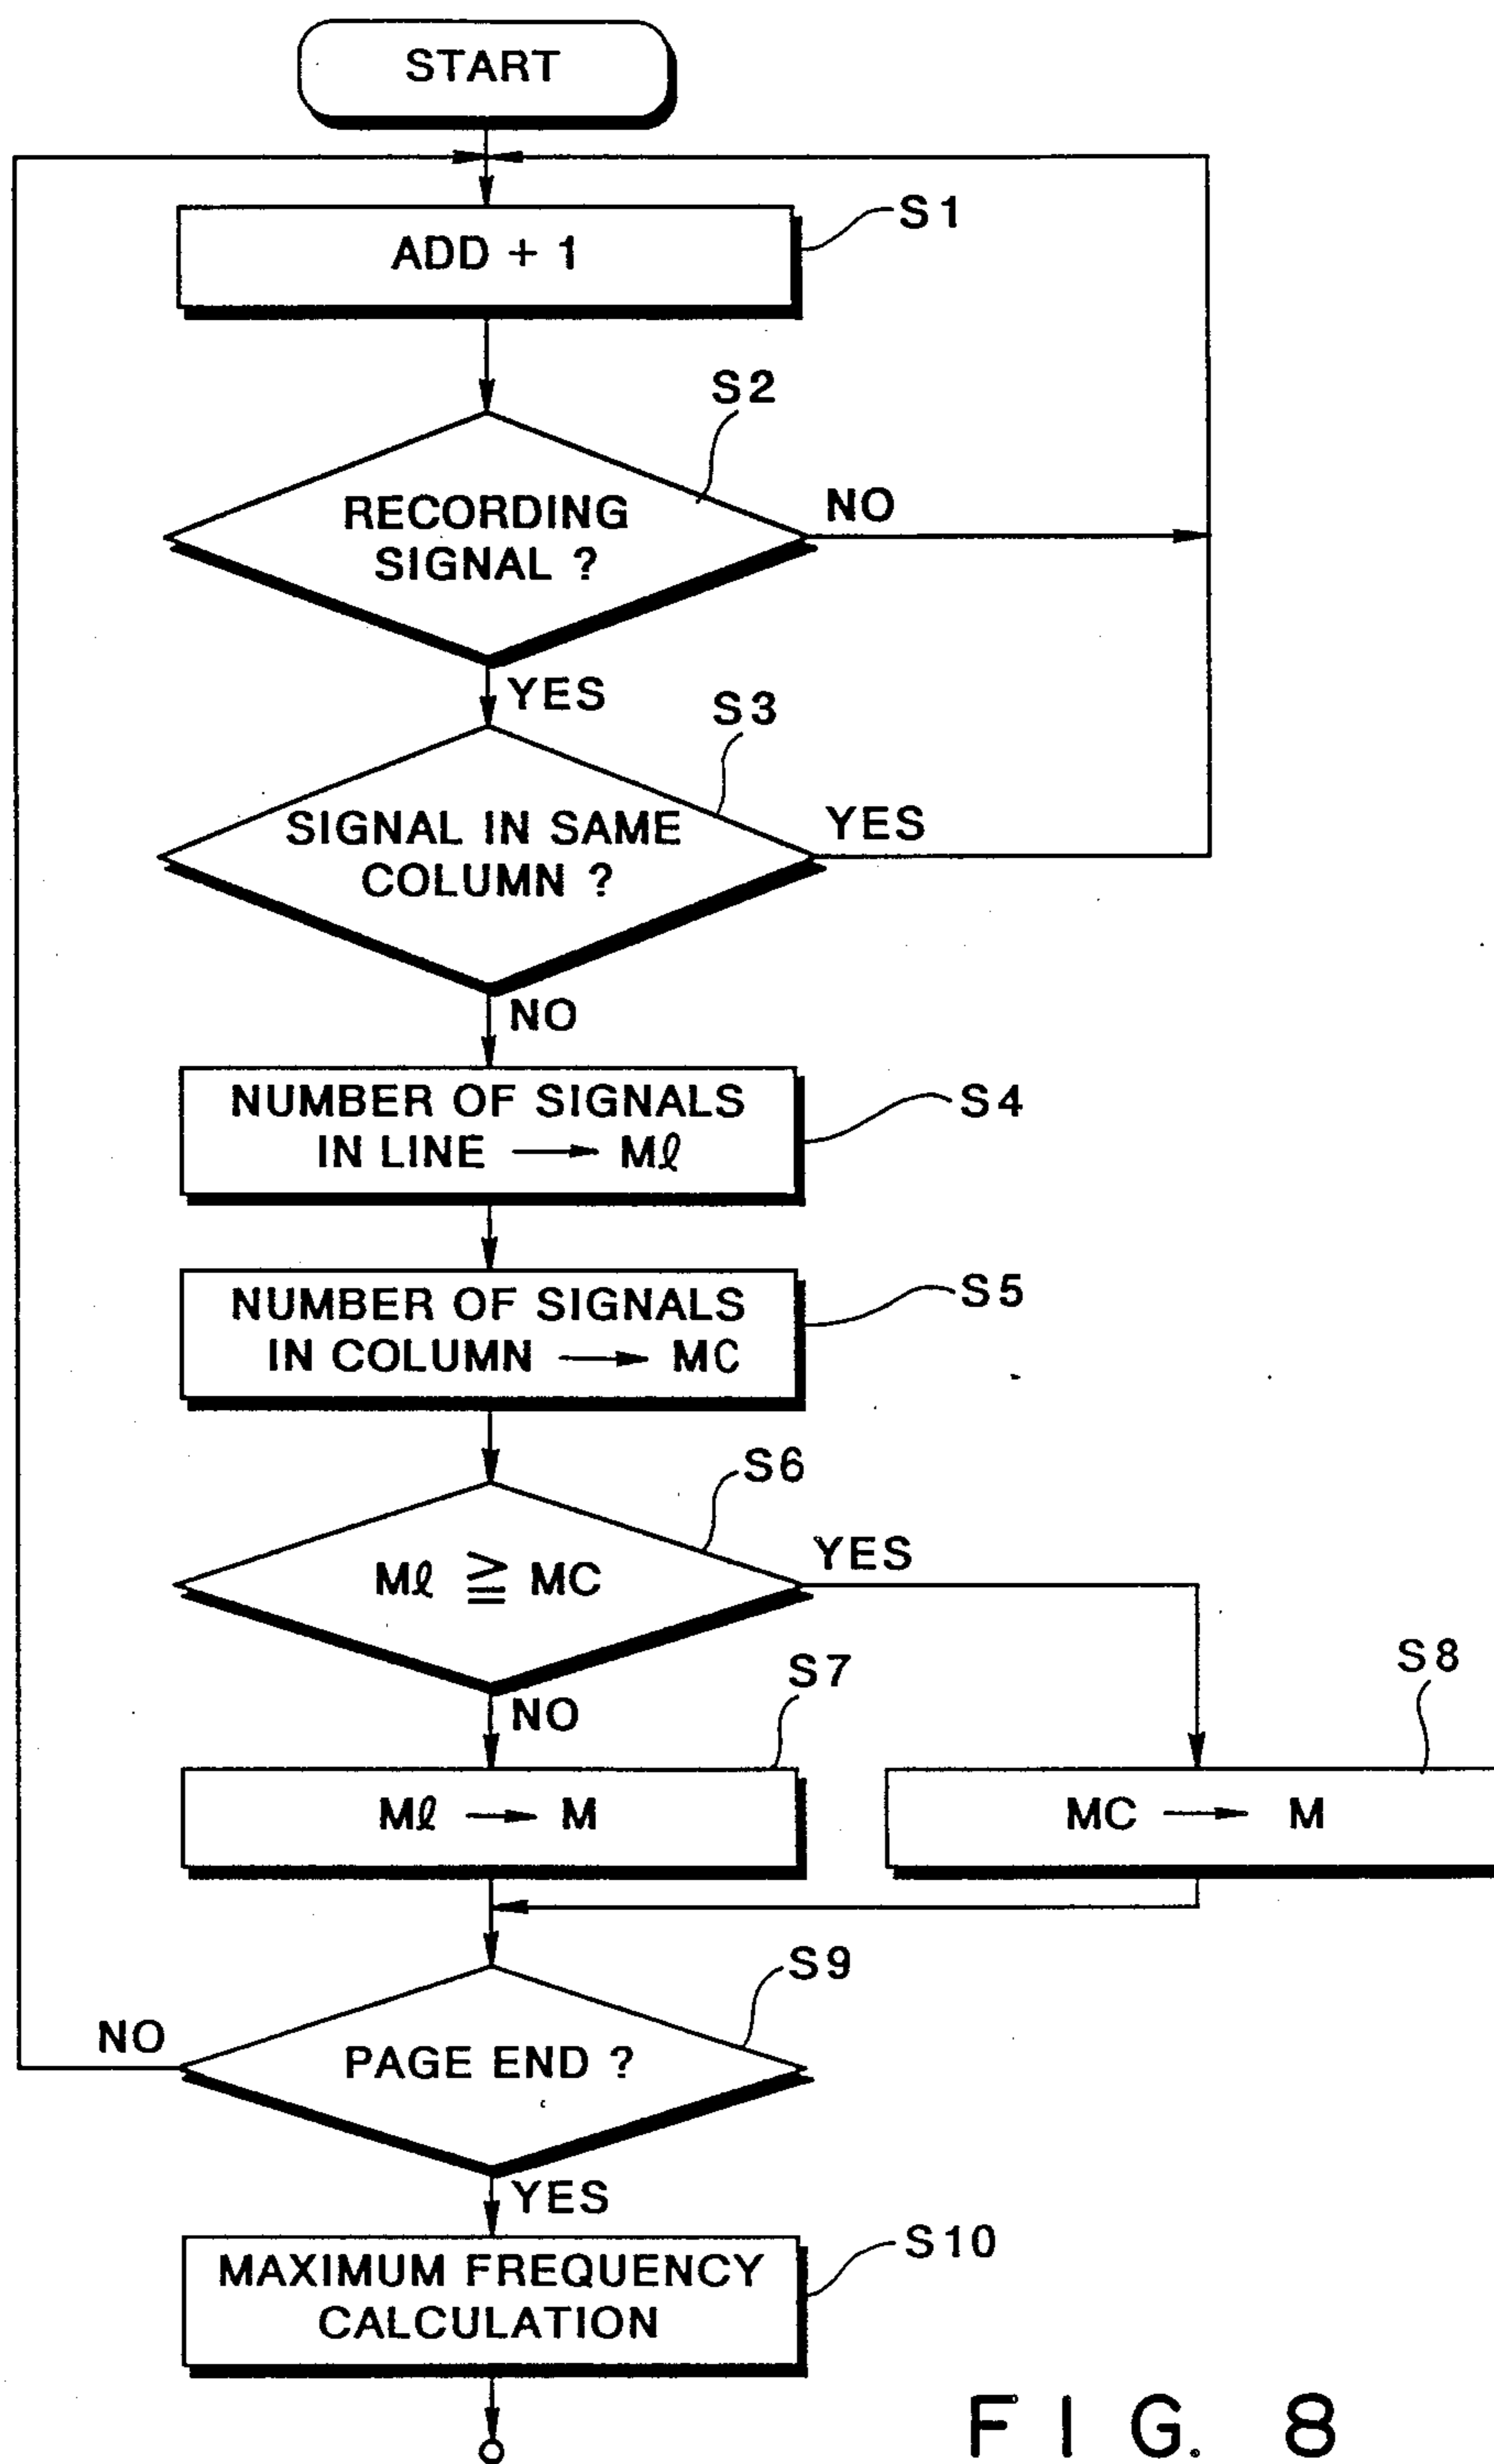 START
ADD + 1
S1
S2
RECORDING
SIGNAL ?
NO
YES
S3
SIGNAL IN SAME
COLUMN ?
YES
NO
NUMBER OF SIGNALS
IN LINE → Mℓ
S4
NUMBER OF SIGNALS
IN COLUMN → MC
S5
S6
Mℓ ≧ MC
YES
NO
S7
Mℓ → M
S8
MC → M
S9
PAGE END ?
NO
YES
MAXIMUM FREQUENCY
CALCULATION
S10
FIG. 8